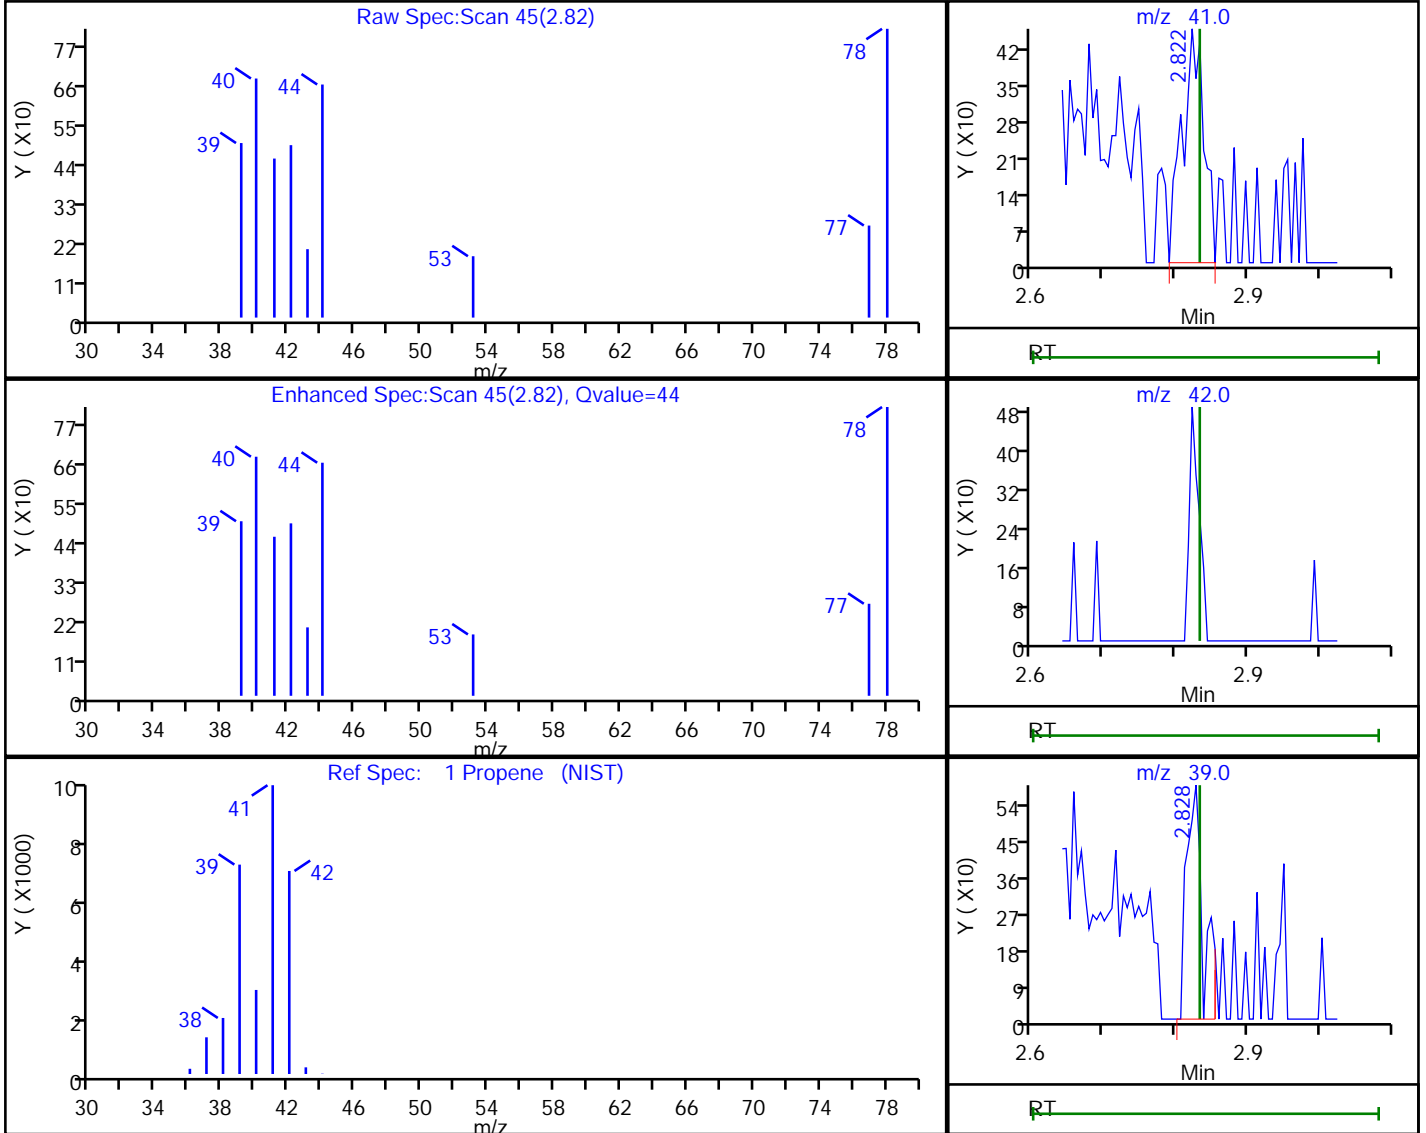 Raw Spec:Scan 45(2.82)
Y ( X10)
77
66
55
44
33
22
11
0
40
44
39
53
77
78
30 34 38 42 46 50 54 58 62 66 70 74 78
m/z
m/z 41.0
Y ( X10)
42
35
28
21
14
7
0
2.822
2.6 2.9
Min
RT
Enhanced Spec:Scan 45(2.82), Qvalue=44
Y ( X10)
77
66
55
44
33
22
11
0
40
44
39
53
77
78
30 34 38 42 46 50 54 58 62 66 70 74 78
m/z
m/z 42.0
Y ( X10)
48
40
32
24
16
8
0
2.6 2.9
Min
RT
Ref Spec: 1 Propene (NIST)
Y ( X1000)
10
8
6
4
2
0
41
39
42
38
30 34 38 42 46 50 54 58 62 66 70 74 78
m/z
m/z 39.0
Y ( X10)
54
45
36
27
18
9
0
2.828
2.6 2.9
Min
RT